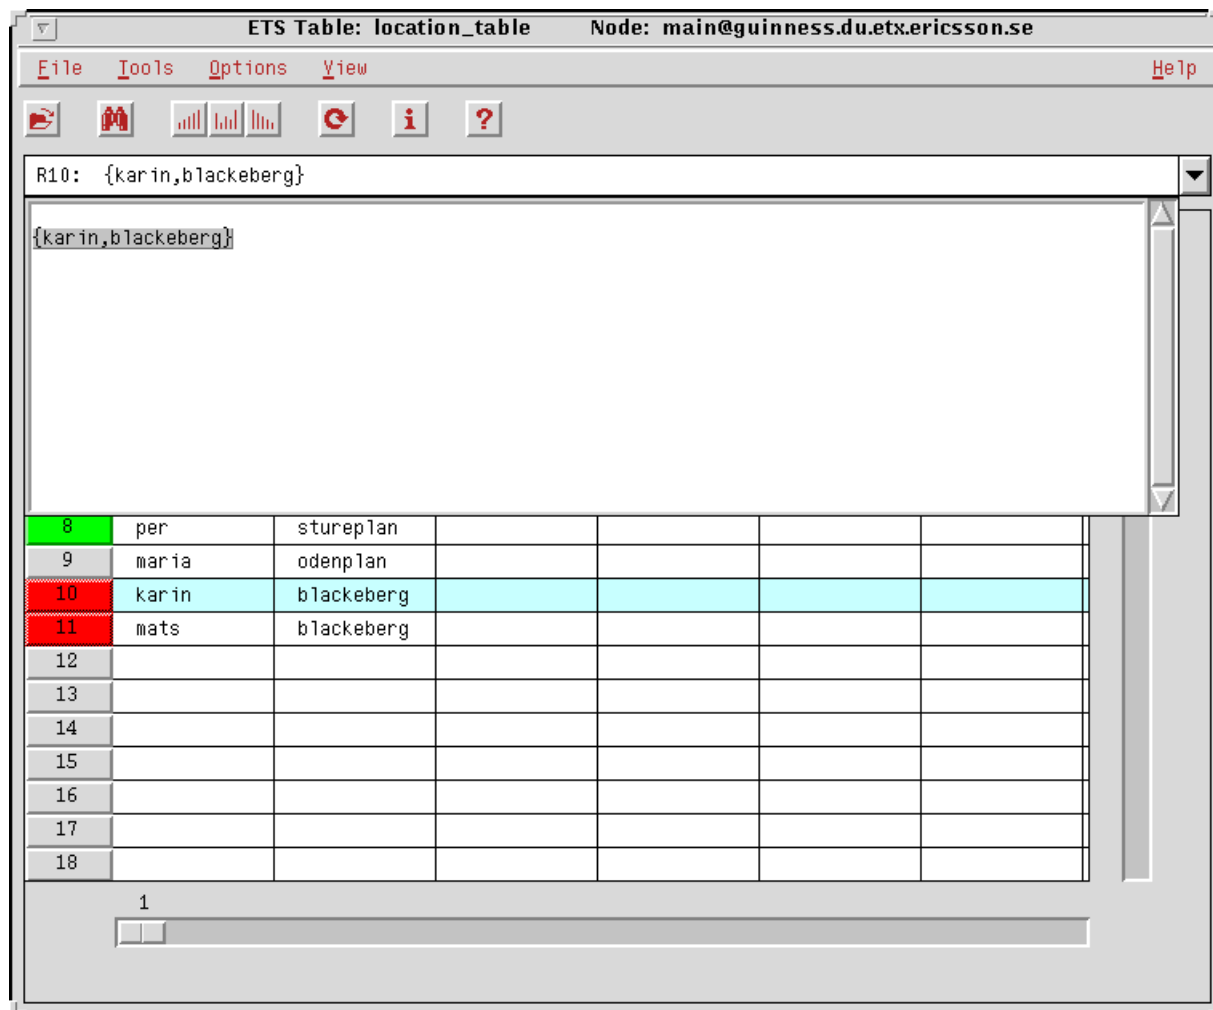 ETS Table: location_table Node: main@guinness.du.etx.ericsson.se
File Tools Options View Help
?
R10: {karin,blackeberg}
{karin,blackeberg}
8 per stureplan
9 maria odenplan
10 karin blackeberg
11 mats blackeberg
12
13
14
15
16
17
18
1